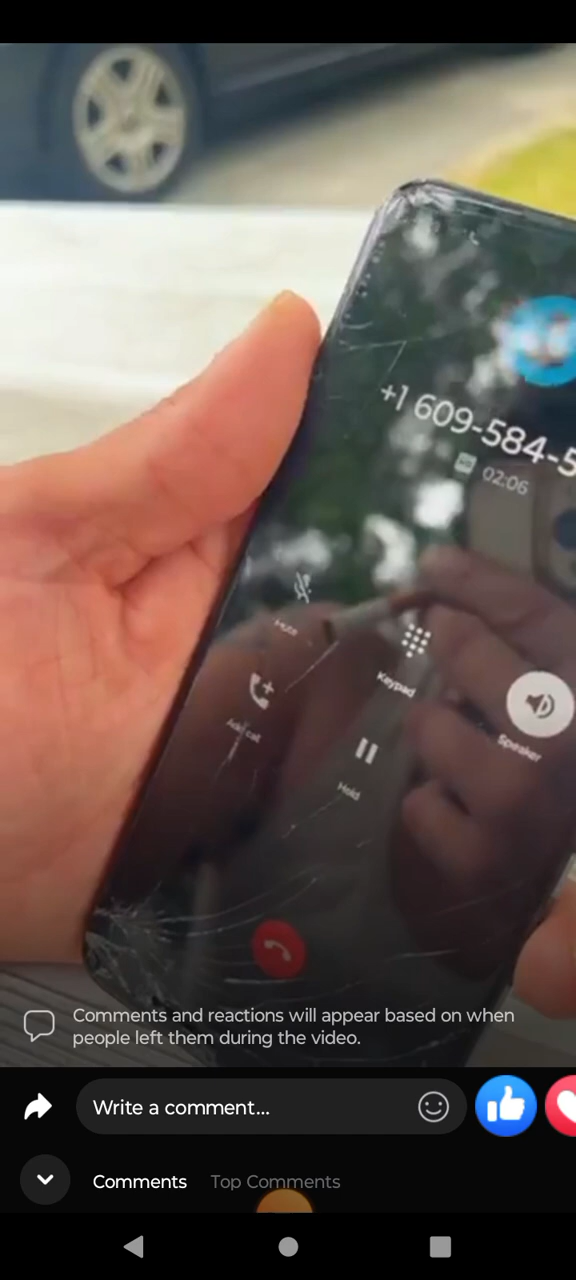 +1 609-584-5
02:06
Mute
Keypad
Speaker
Add call
Hold
Comments and reactions will appear based on when
people left them during the video.
Write a comment...
Comments
Top Comments